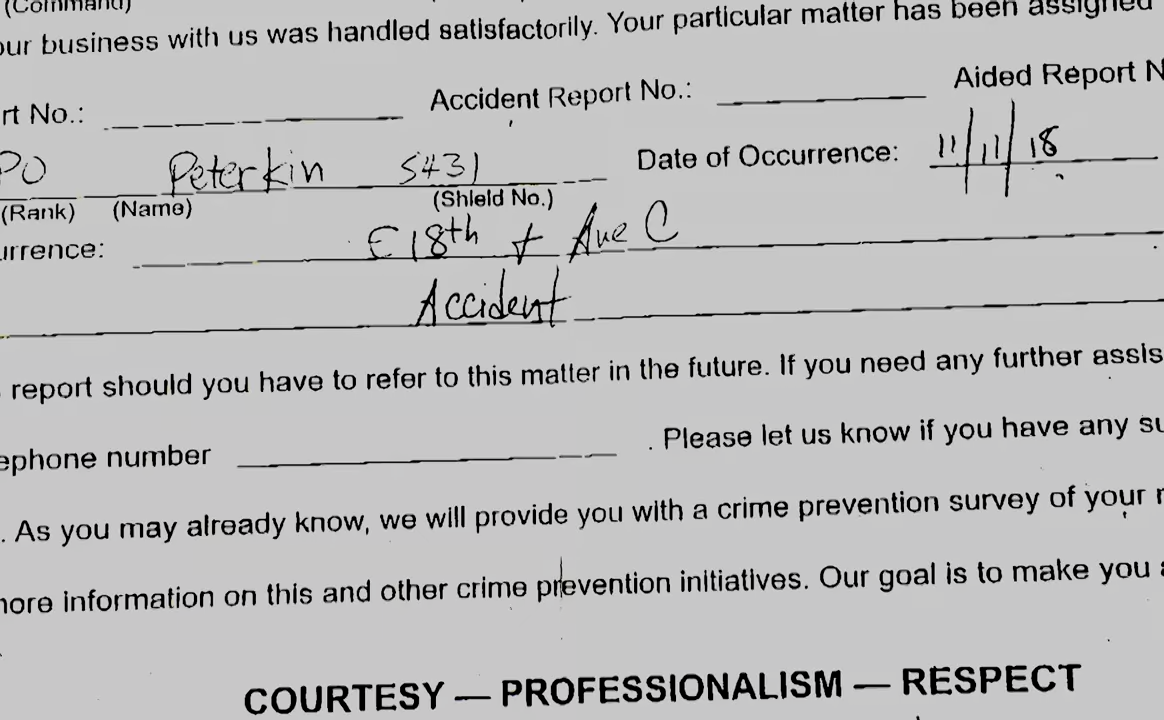 (Command)
our business with us was handled satisfactorily. Your particular matter has been assigned
rt No.: Accident Report No.: Aided Report N
PO Peterkin 5431 Date of Occurrence: 11/11/18
(Rank) (Name) (Shield No.)
urrence: E 18th + Ave C
Accident
report should you have to refer to this matter in the future. If you need any further assis
ephone number . Please let us know if you have any su
. As you may already know, we will provide you with a crime prevention survey of your r
more information on this and other crime prevention initiatives. Our goal is to make you a
COURTESY — PROFESSIONALISM — RESPECT